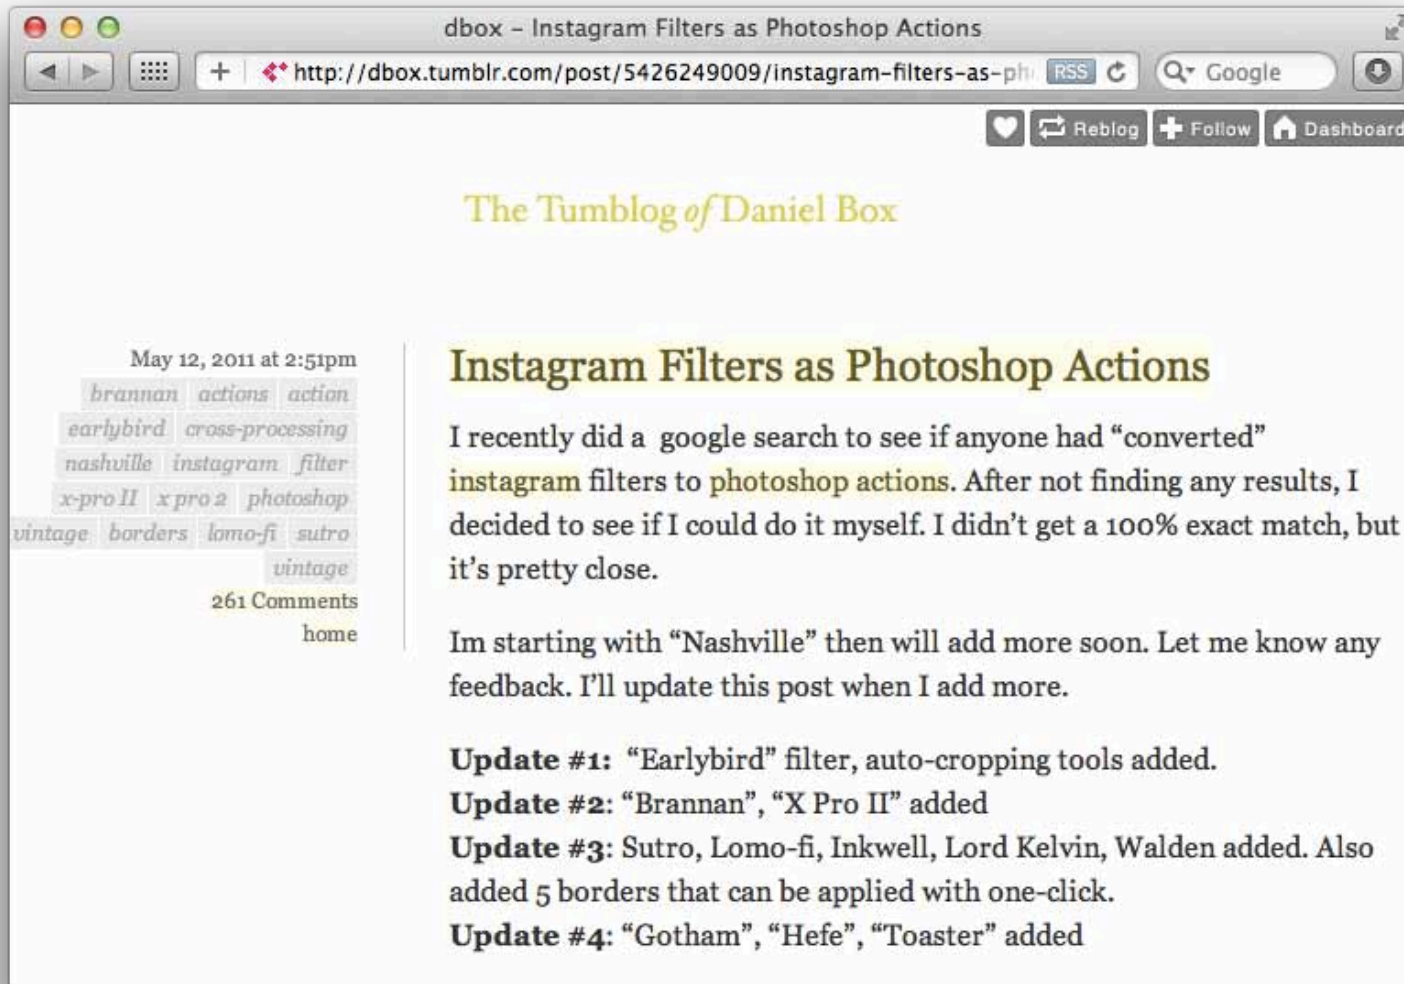 dbox – Instagram Filters as Photoshop Actions
http://dbox.tumblr.com/post/5426249009/instagram-filters-as-ph
RSS
Google
Reblog
Follow
Dashboard
The Tumblog of Daniel Box
May 12, 2011 at 2:51pm
brannan actions action
earlybird cross-processing
nashville instagram filter
x-pro II x pro 2 photoshop
vintage borders lomo-fi sutro
vintage
261 Comments
home
Instagram Filters as Photoshop Actions
I recently did a google search to see if anyone had “converted”
instagram filters to photoshop actions. After not finding any results, I
decided to see if I could do it myself. I didn’t get a 100% exact match, but
it’s pretty close.
Im starting with “Nashville” then will add more soon. Let me know any
feedback. I’ll update this post when I add more.
Update #1: “Earlybird” filter, auto-cropping tools added.
Update #2: “Brannan”, “X Pro II” added
Update #3: Sutro, Lomo-fi, Inkwell, Lord Kelvin, Walden added. Also
added 5 borders that can be applied with one-click.
Update #4: “Gotham”, “Hefe”, “Toaster” added